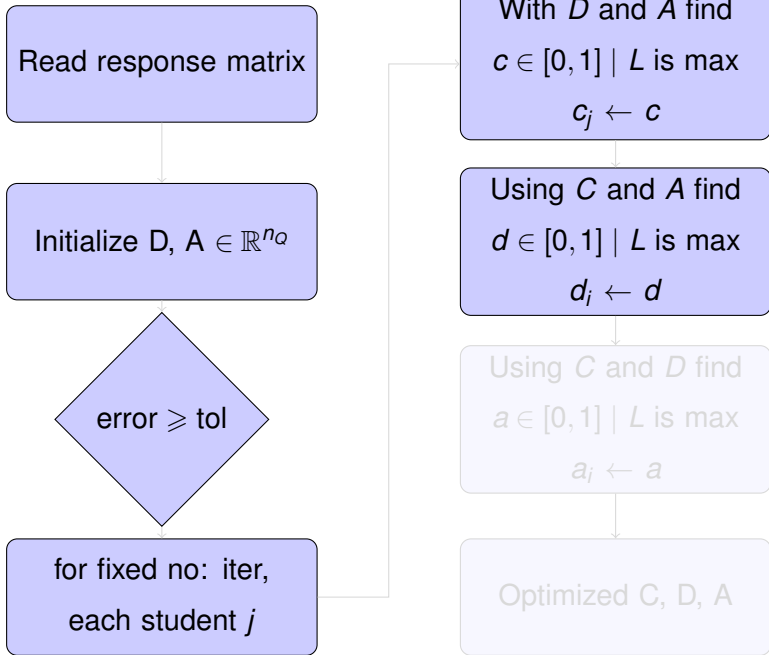 Read response matrix
Initialize D, A ∈ ℝ^{n_Q}
error ⩾ tol
for fixed no: iter,
each student j
With D and A find
c ∈ [0, 1] | L is max
c_j ← c
Using C and A find
d ∈ [0, 1] | L is max
d_i ← d
Using C and D find
a ∈ [0, 1] | L is max
a_i ← a
Optimized C, D, A